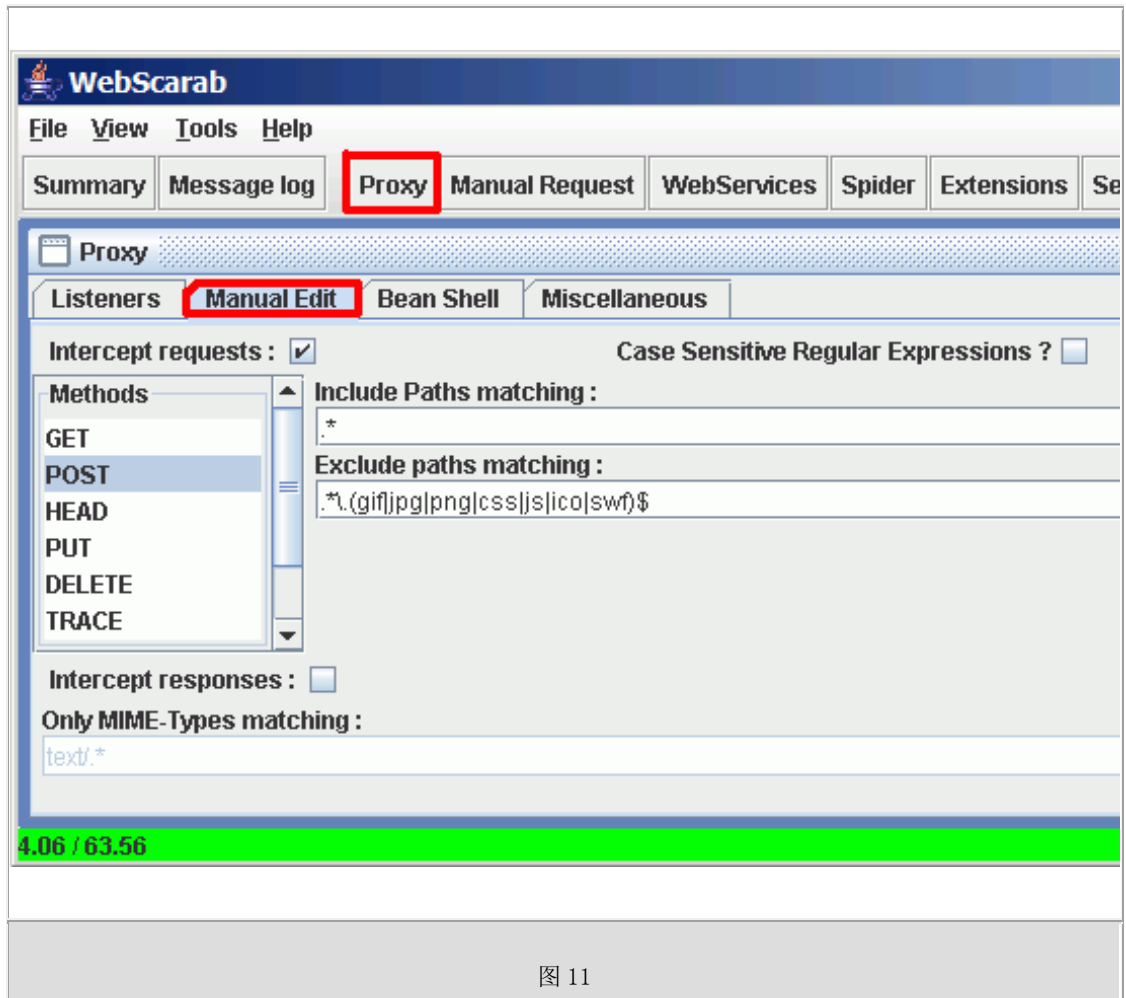 WebScarab
File View Tools Help
Summary Message log Proxy Manual Request WebServices Spider Extensions Se
Proxy
Listeners Manual Edit Bean Shell Miscellaneous
Intercept requests : Case Sensitive Regular Expressions ?
Methods
GET
POST
HEAD
PUT
DELETE
TRACE
Include Paths matching :
.*
Exclude paths matching :
.*\.(gif|jpg|png|css|js|ico|swf)$
Intercept responses :
Only MIME-Types matching :
text/.*
4.06 / 63.56
图 11